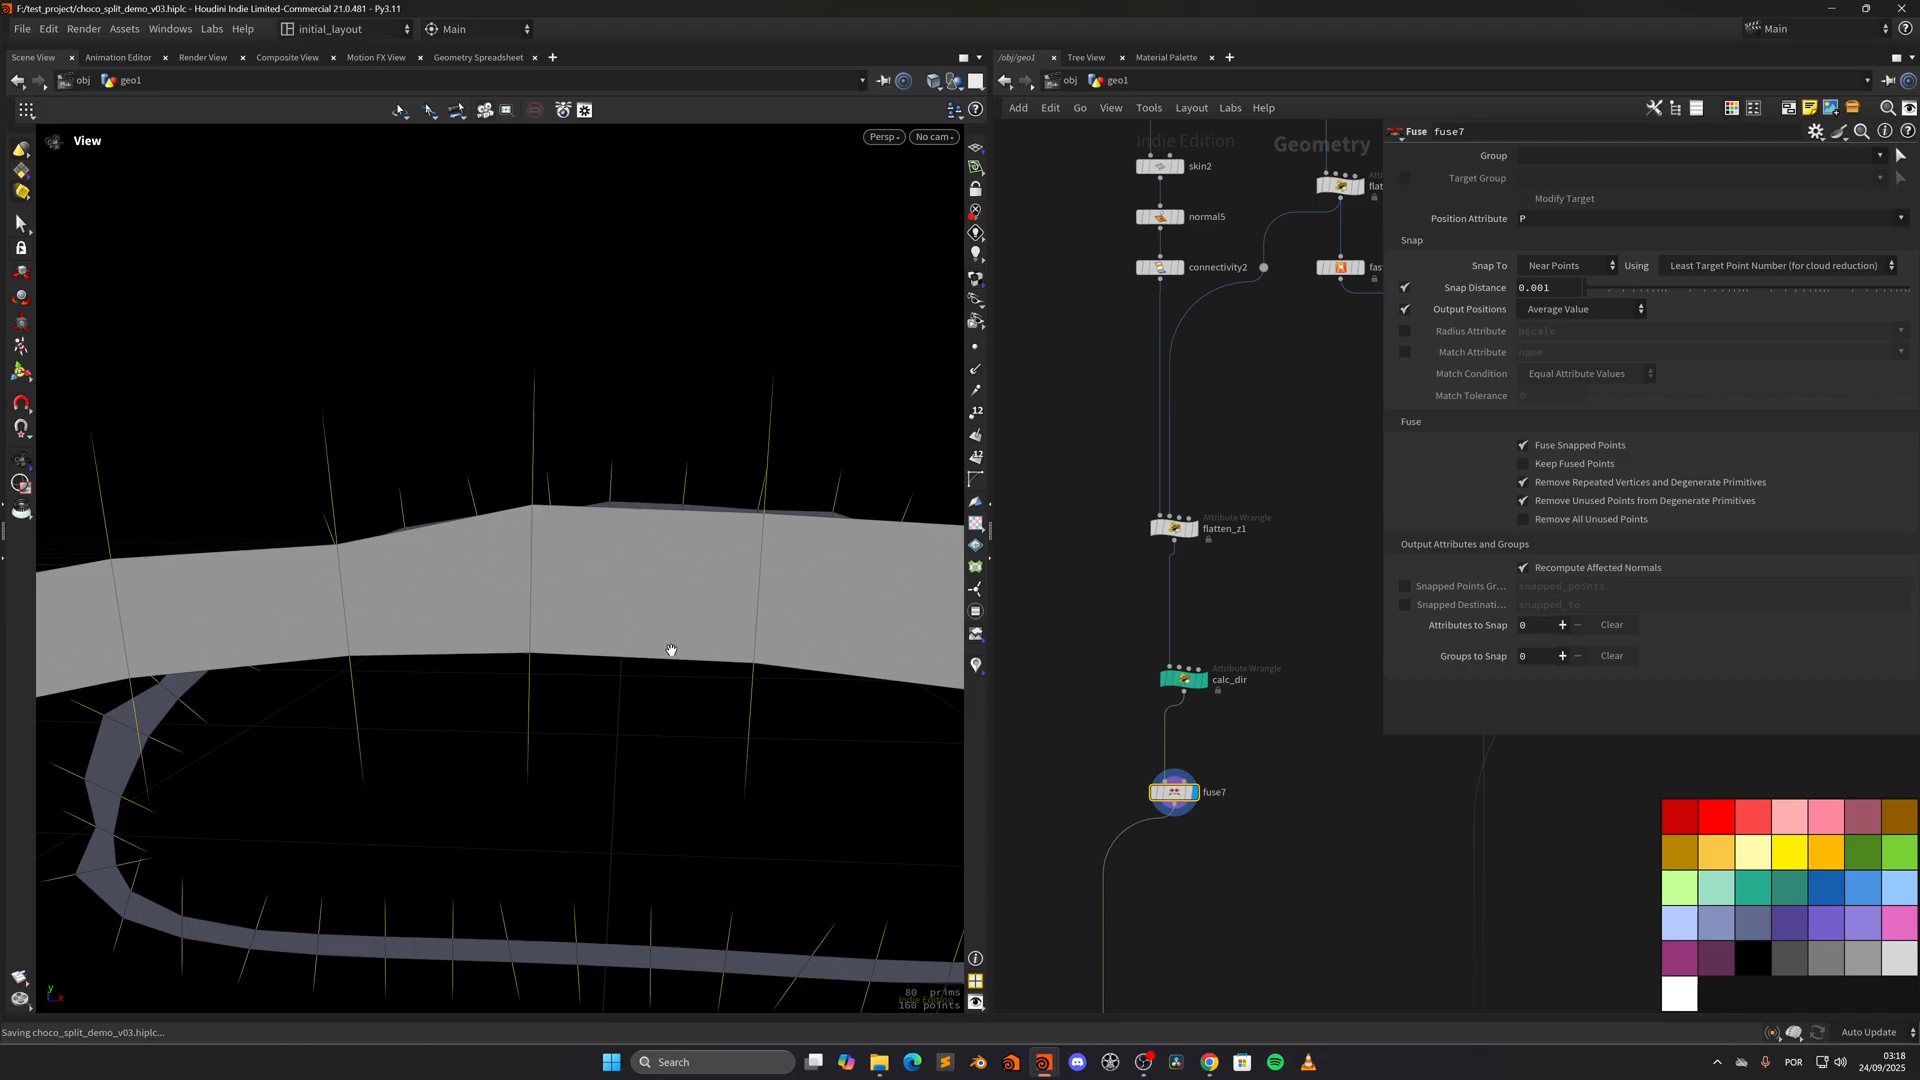 F:/test_project/choco_split_demo_v03.hiplc - Houdini Indie Limited-Commercial 21.0.481 - Py3.11
File Edit Render Assets Windows Labs Help initial_layout Main Main
Scene View Animation Editor Render View Composite View Motion FX View Geometry Spreadsheet
/obj/geo1 Tree View Material Palette
obj geo1
obj geo1
Add Edit Go View Tools Layout Labs Help
View
Persp No cam
80 prims
160 points
Indie Edition
Indie Edition
Geometry
skin2
normal5
connectivity2
flat
fas
Attribute Wrangle
flatten_z1
Attribute Wrangle
calc_dir
fuse7
Fuse fuse7
Group
Target Group
Modify Target
Position Attribute P
Snap
Snap To Near Points Using Least Target Point Number (for cloud reduction)
Snap Distance 0.001
Output Positions Average Value
Radius Attribute pscale
Match Attribute name
Match Condition Equal Attribute Values
Match Tolerance 0
Fuse
Fuse Snapped Points
Keep Fused Points
Remove Repeated Vertices and Degenerate Primitives
Remove Unused Points from Degenerate Primitives
Remove All Unused Points
Output Attributes and Groups
Recompute Affected Normals
Snapped Points Gr... snapped_points
Snapped Destinati... snapped_to
Attributes to Snap 0 Clear
Groups to Snap 0 Clear
12
12
y
x
Saving choco_split_demo_v03.hiplc...
Auto Update
Search
POR
03:18
24/09/2025